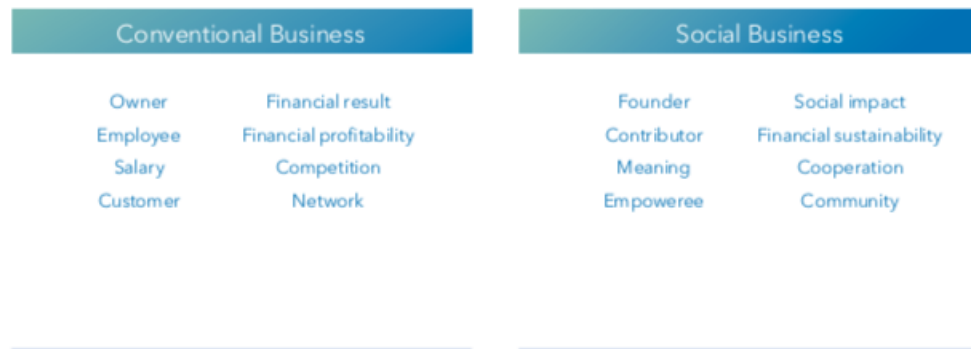 Conventional Business
Owner Financial result
Employee Financial profitability
Salary Competition
Customer Network
Social Business
Founder Social impact
Contributor Financial sustainability
Meaning Cooperation
Empoweree Community